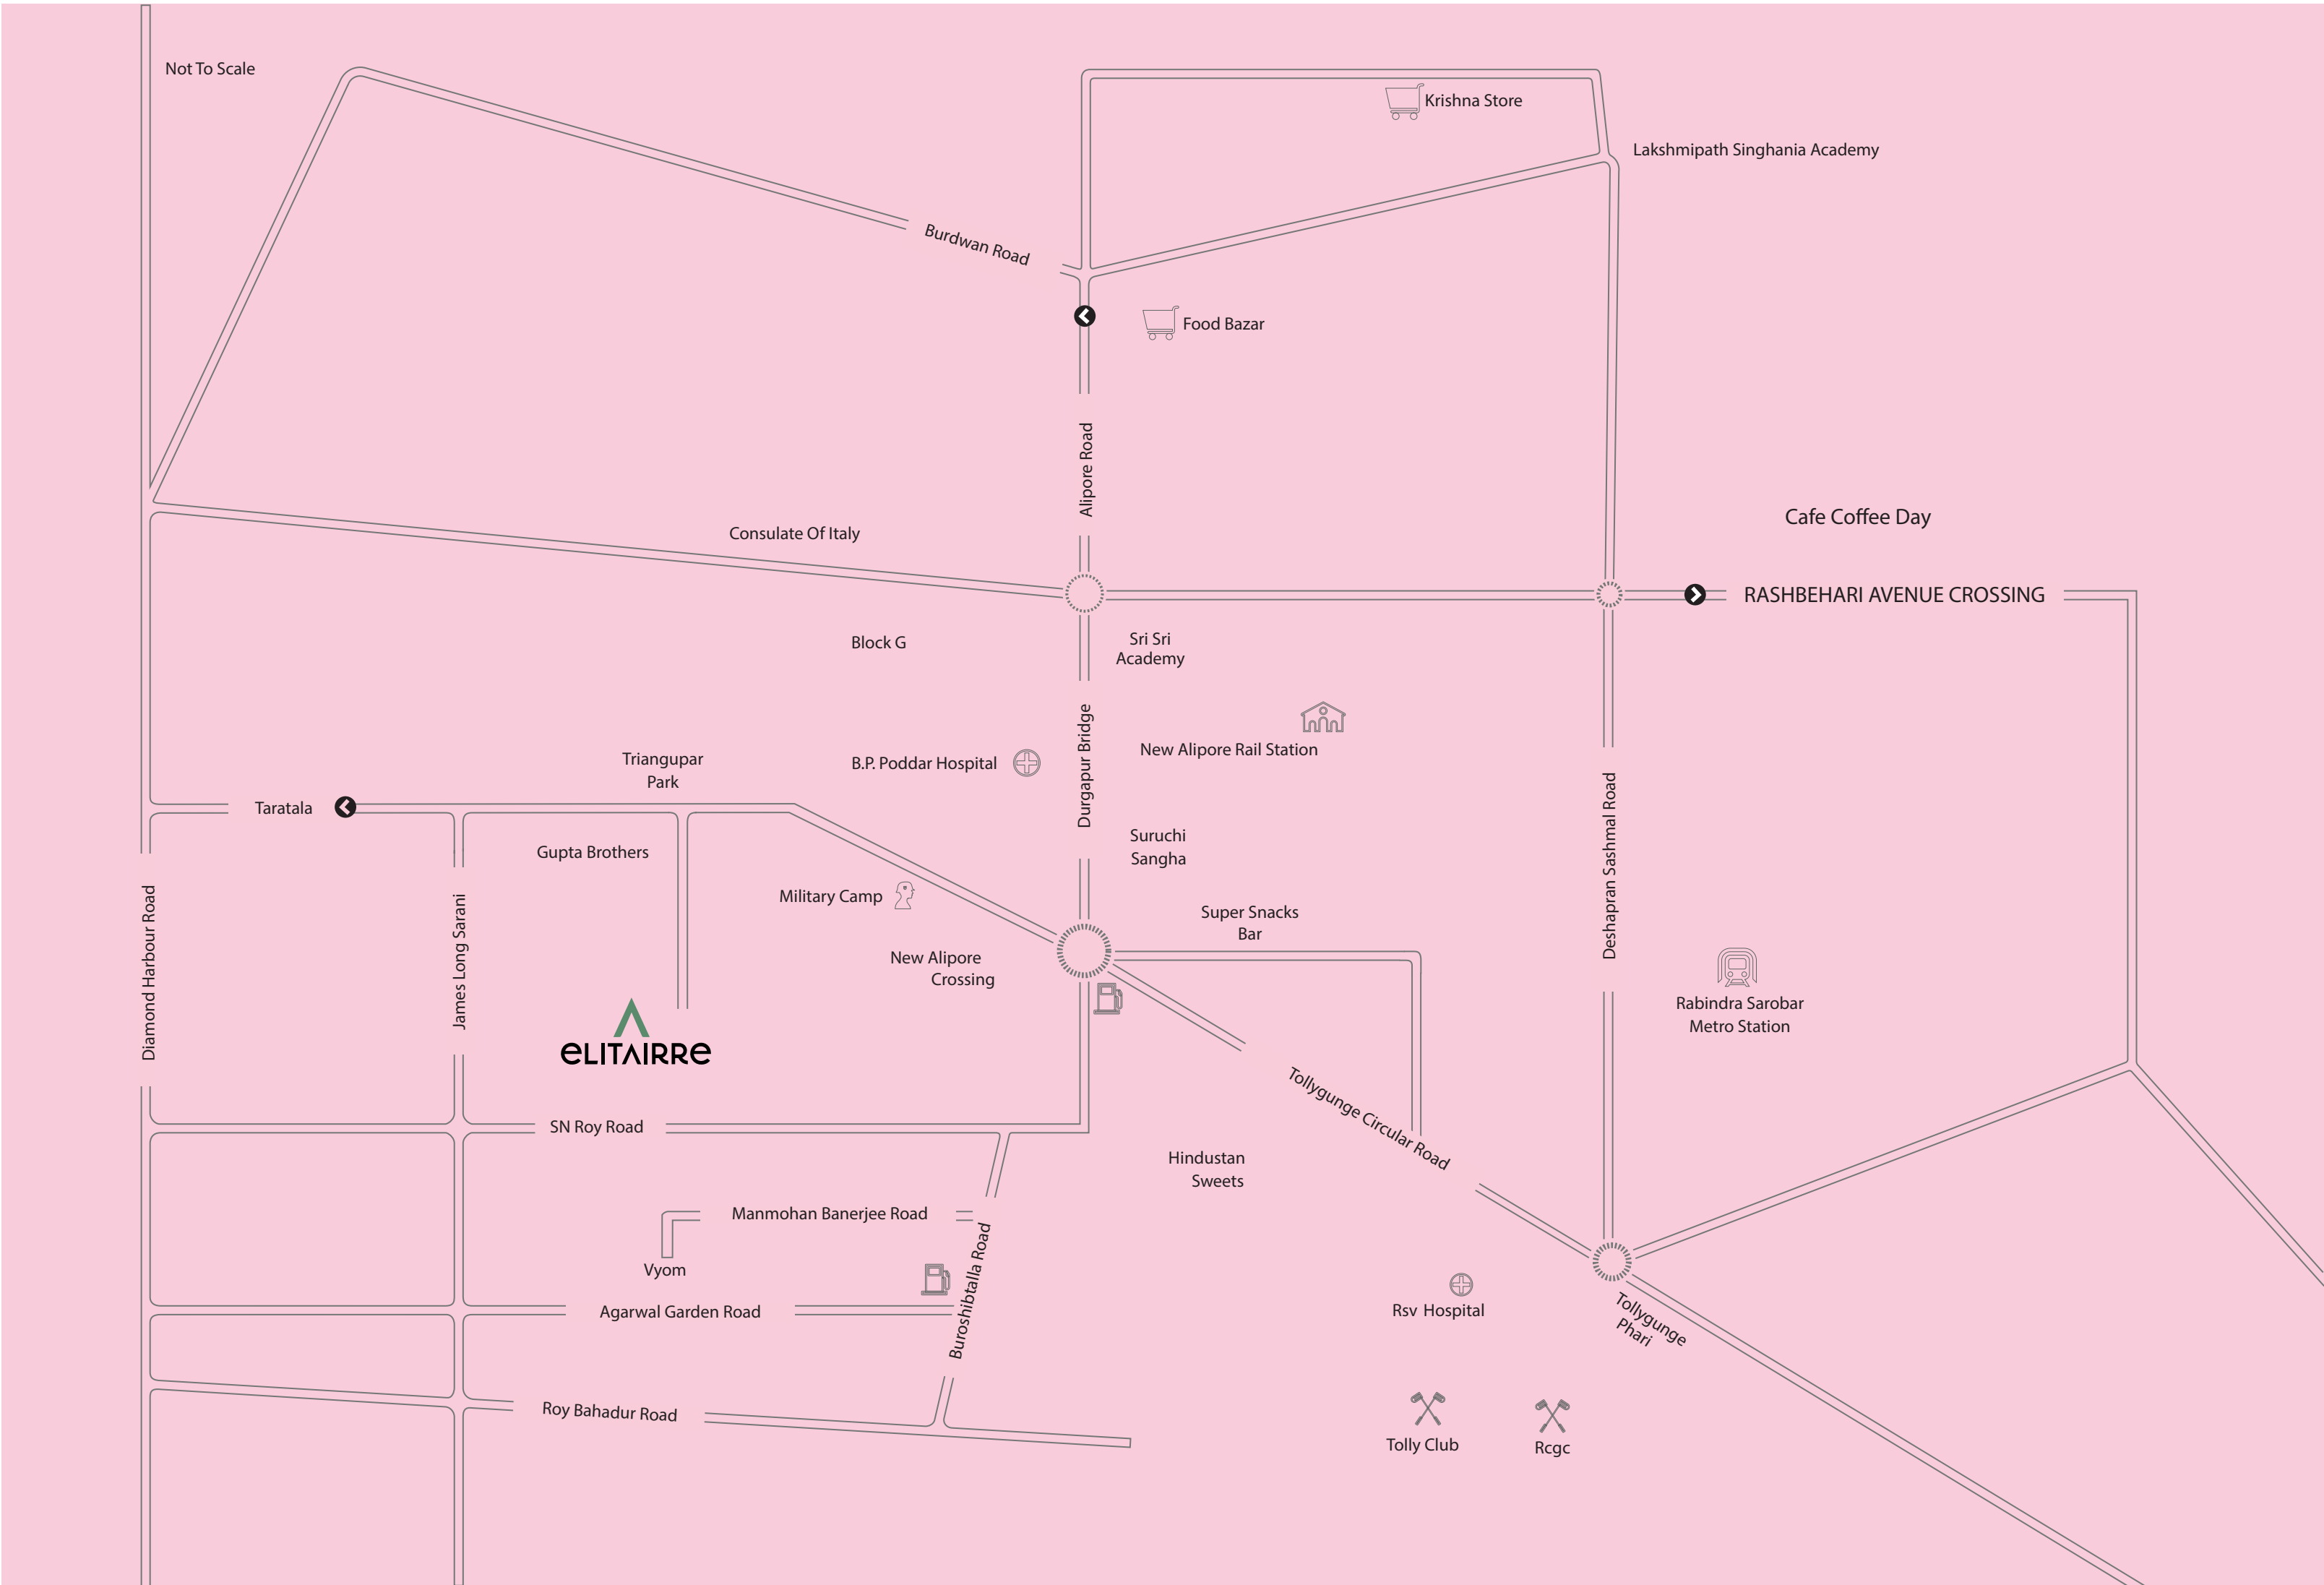 Not To Scale
Krishna Store
Lakshmipath Singhania Academy
Burdwan Road
Food Bazar
Alipore Road
Cafe Coffee Day
Consulate Of Italy
RASHBEHARI AVENUE CROSSING
Block G
Sri Sri
Academy
Durgapur Bridge
New Alipore Rail Station
Triangupar
Park
B.P. Poddar Hospital
Deshapran Sashmal Road
Taratala
Suruchi
Sangha
Gupta Brothers
Military Camp
Diamond Harbour Road
James Long Sarani
Super Snacks
Bar
New Alipore
Crossing
Rabindra Sarobar
Metro Station
eLITAIRRe
Tollygunge Circular Road
SN Roy Road
Hindustan
Sweets
Manmohan Banerjee Road
Buroshibtalla Road
Vyom
Agarwal Garden Road
Rsv Hospital
Tollygunge
Phari
Roy Bahadur Road
Tolly Club
Rcgc